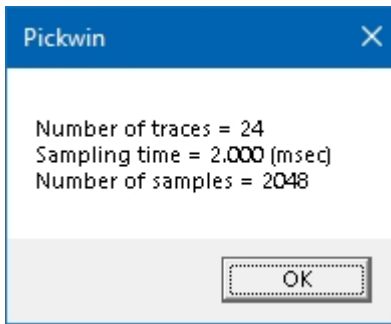 Pickwin
Number of traces = 24
Sampling time = 2.000 (msec)
Number of samples = 2048
OK